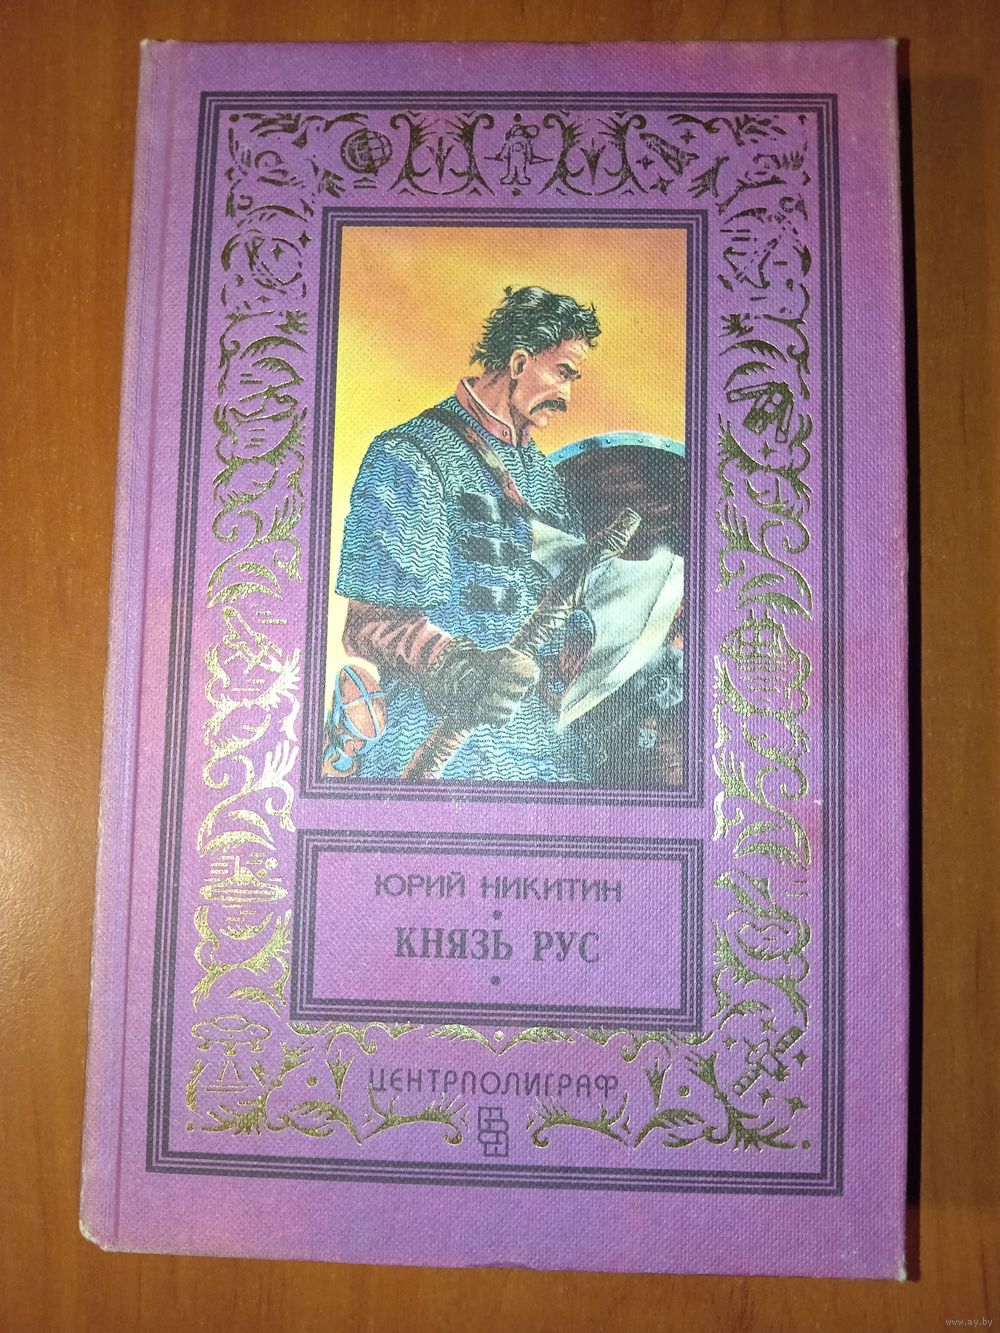 ЮРИЙ НИКИТИН
КНЯЗЬ РУС
ЦЕНТРПОЛИГРАФ
www.ay.by